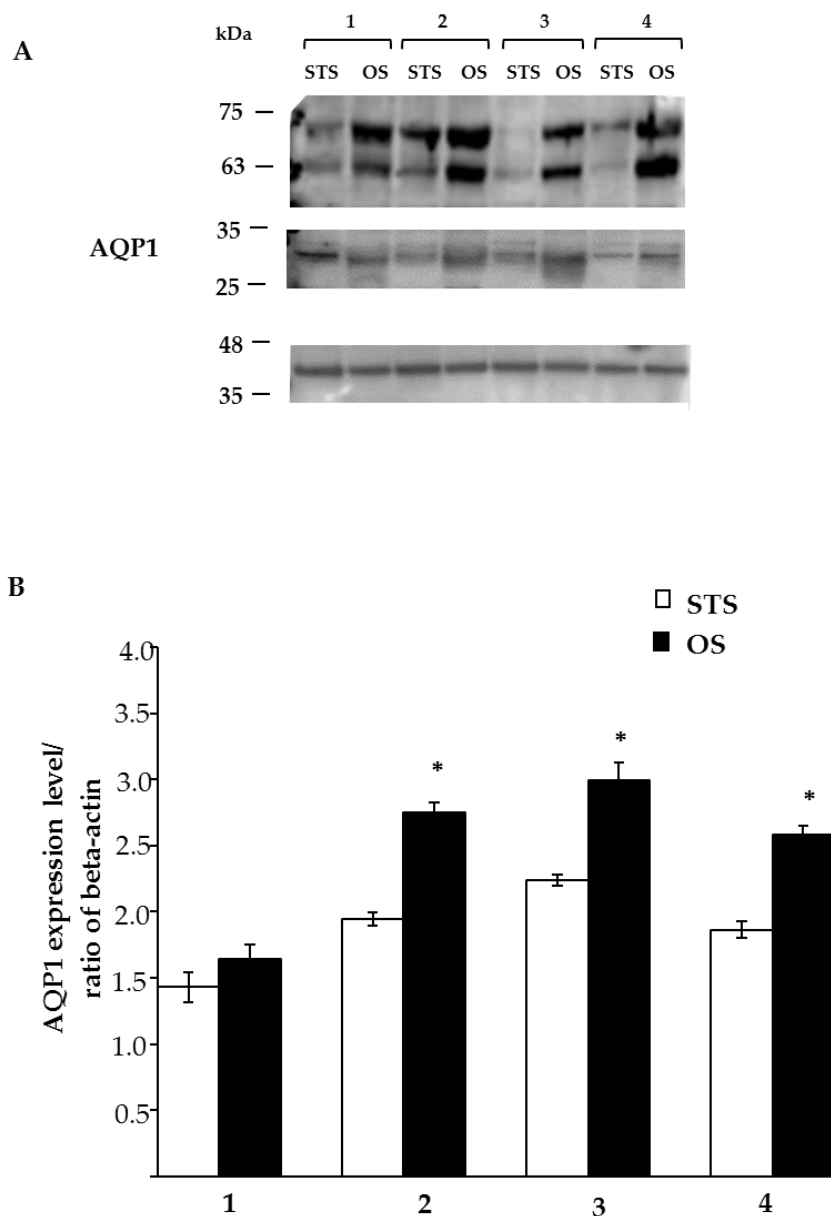 A
kDa
1 2 3 4
STS OS STS OS STS OS STS OS
75
63
35
AQP1
25
48
35
B
STS
OS
AQP1 expression level/
ratio of beta-actin
4.0
3.5
3.0
2.5
2.0
1.5
1.0
0.5
* * *
1 2 3 4